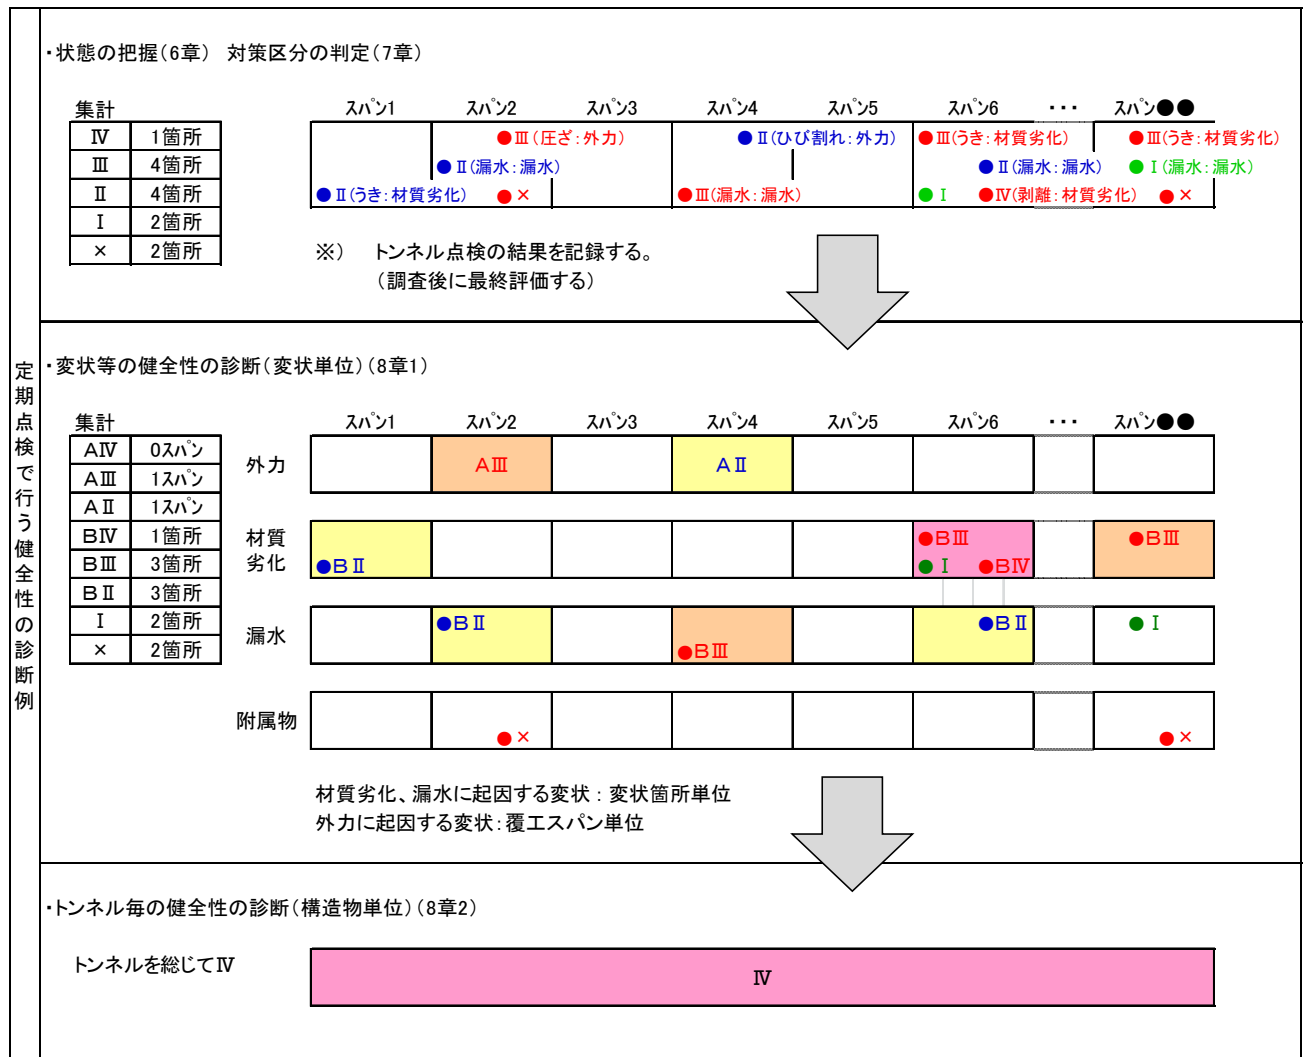 定期点検で行う健全性の診断例
・状態の把握(6章) 対策区分の判定(7章)
集計
Ⅳ 1箇所
Ⅲ 4箇所
Ⅱ 4箇所
Ⅰ 2箇所
× 2箇所
スパン1 スパン2 スパン3 スパン4 スパン5 スパン6 ・・・ スパン●●
●Ⅲ(圧ざ:外力) ●Ⅱ(ひび割れ:外力) ●Ⅲ(うき:材質劣化) ●Ⅲ(うき:材質劣化)
●Ⅱ(漏水:漏水) ●Ⅱ(漏水:漏水) ●Ⅰ(漏水:漏水)
●Ⅱ(うき:材質劣化) ●× ●Ⅲ(漏水:漏水) ●Ⅰ ●Ⅳ(剥離:材質劣化) ●×
※) トンネル点検の結果を記録する。
(調査後に最終評価する)
・変状等の健全性の診断(変状単位)(8章1)
集計
AⅣ 0スパン
AⅢ 1スパン
AⅡ 1スパン
BⅣ 1箇所
BⅢ 3箇所
BⅡ 3箇所
Ⅰ 2箇所
× 2箇所
スパン1 スパン2 スパン3 スパン4 スパン5 スパン6 ・・・ スパン●●
外力 AⅢ AⅡ
材質
劣化
●BⅢ ●BⅢ
●BⅡ ●Ⅰ ●BⅣ
漏水
●BⅡ ●BⅡ ●Ⅰ
●BⅢ
附属物
●× ●×
材質劣化、漏水に起因する変状:変状箇所単位
外力に起因する変状:覆工スパン単位
・トンネル毎の健全性の診断(構造物単位)(8章2)
トンネルを総じてⅣ
Ⅳ